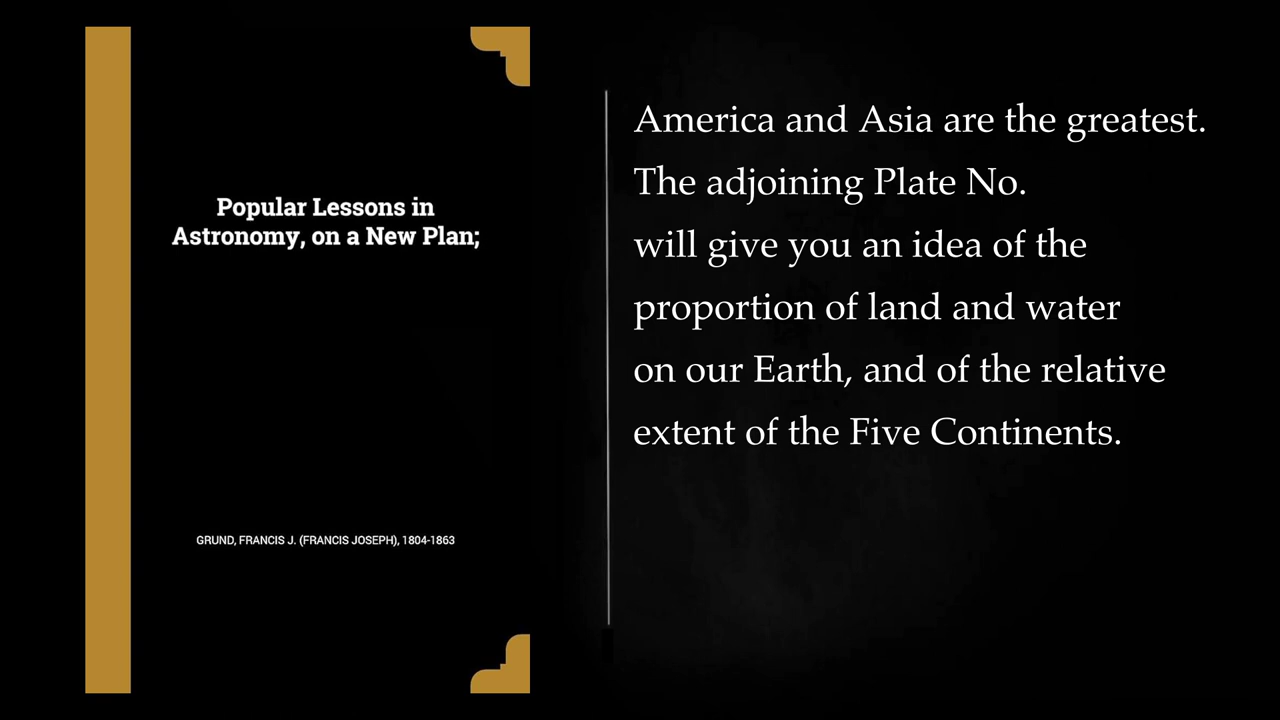 Popular Lessons in
Astronomy, on a New Plan;
GRUND, FRANCIS J. (FRANCIS JOSEPH), 1804-1863
America and Asia are the greatest.
The adjoining Plate No.
will give you an idea of the
proportion of land and water
on our Earth, and of the relative
extent of the Five Continents.